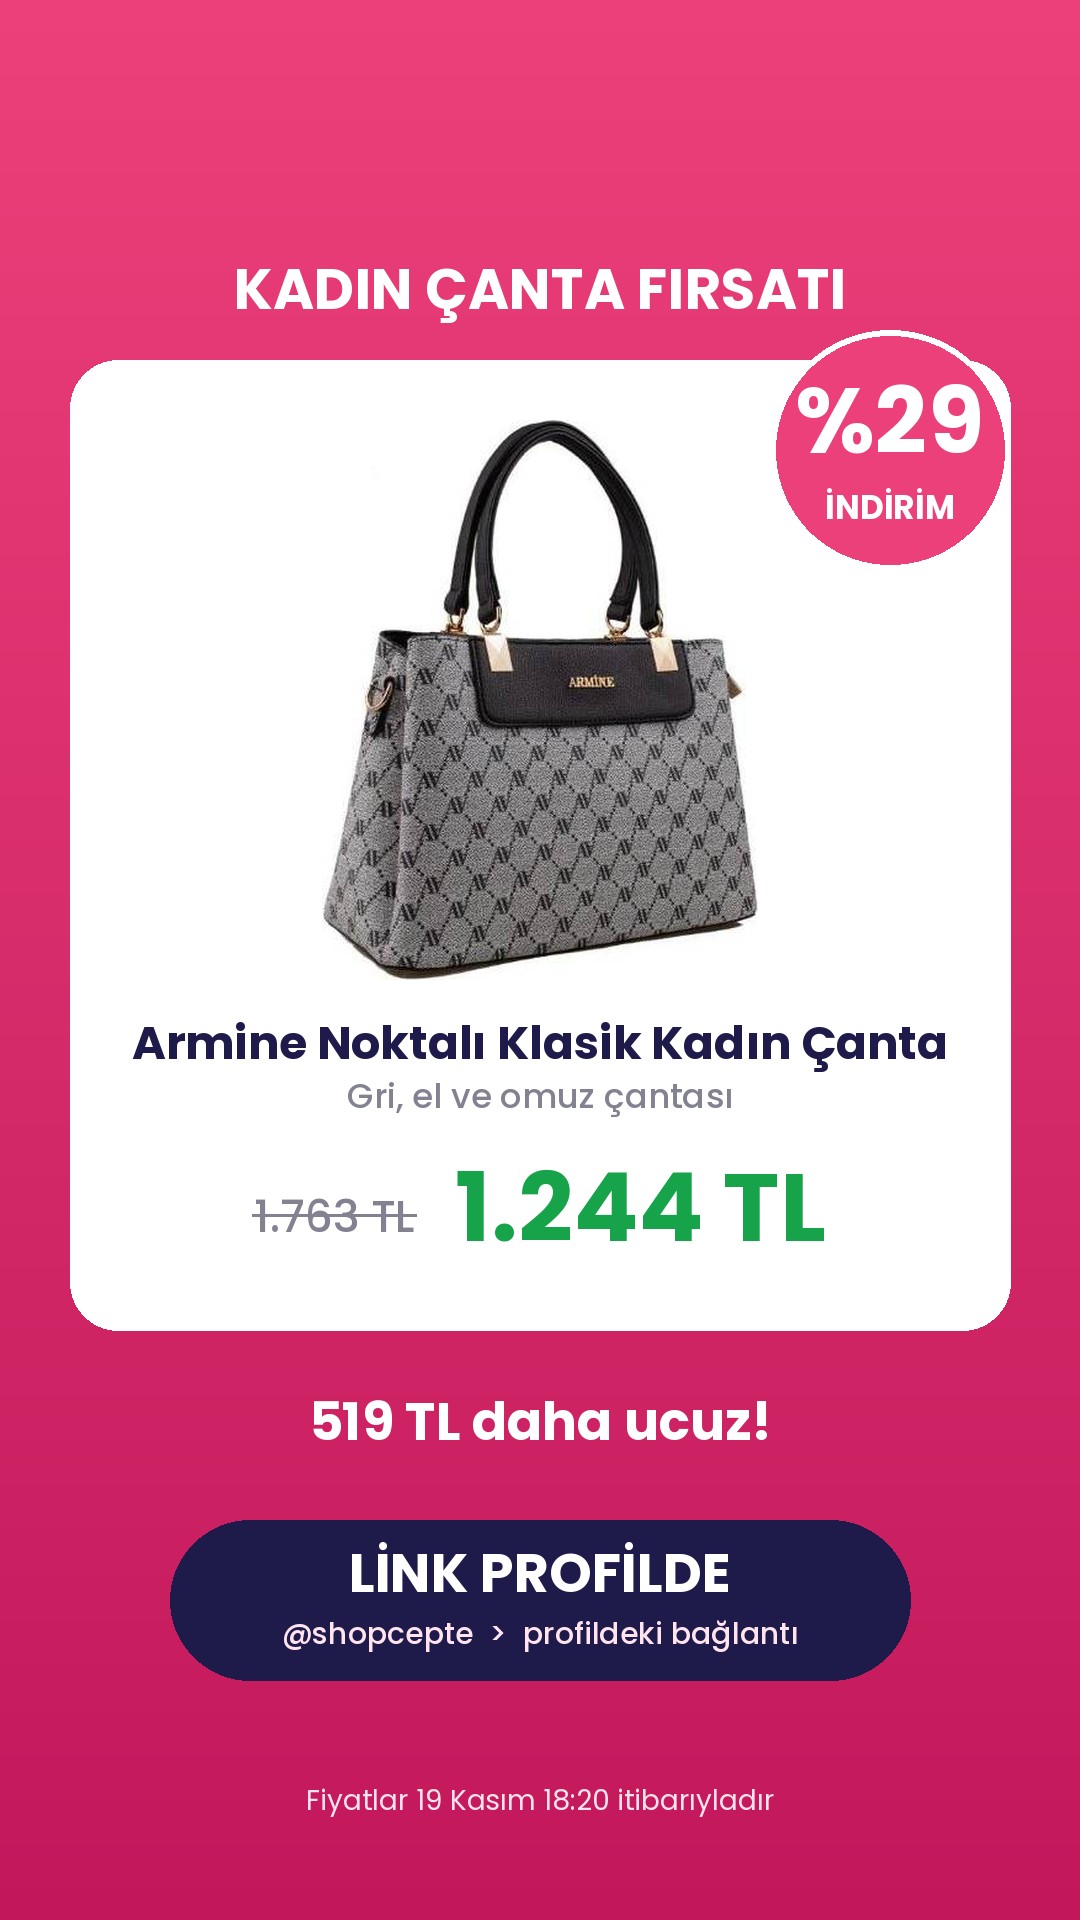 KADIN ÇANTA FIRSATI
%29
İNDİRİM
ARMİNE
Armine Noktalı Klasik Kadın Çanta
Gri, el ve omuz çantası
1.763 TL 1.244 TL
519 TL daha ucuz!
LİNK PROFİLDE
@shopcepte > profildeki bağlantı
Fiyatlar 19 Kasım 18:20 itibarıyladır